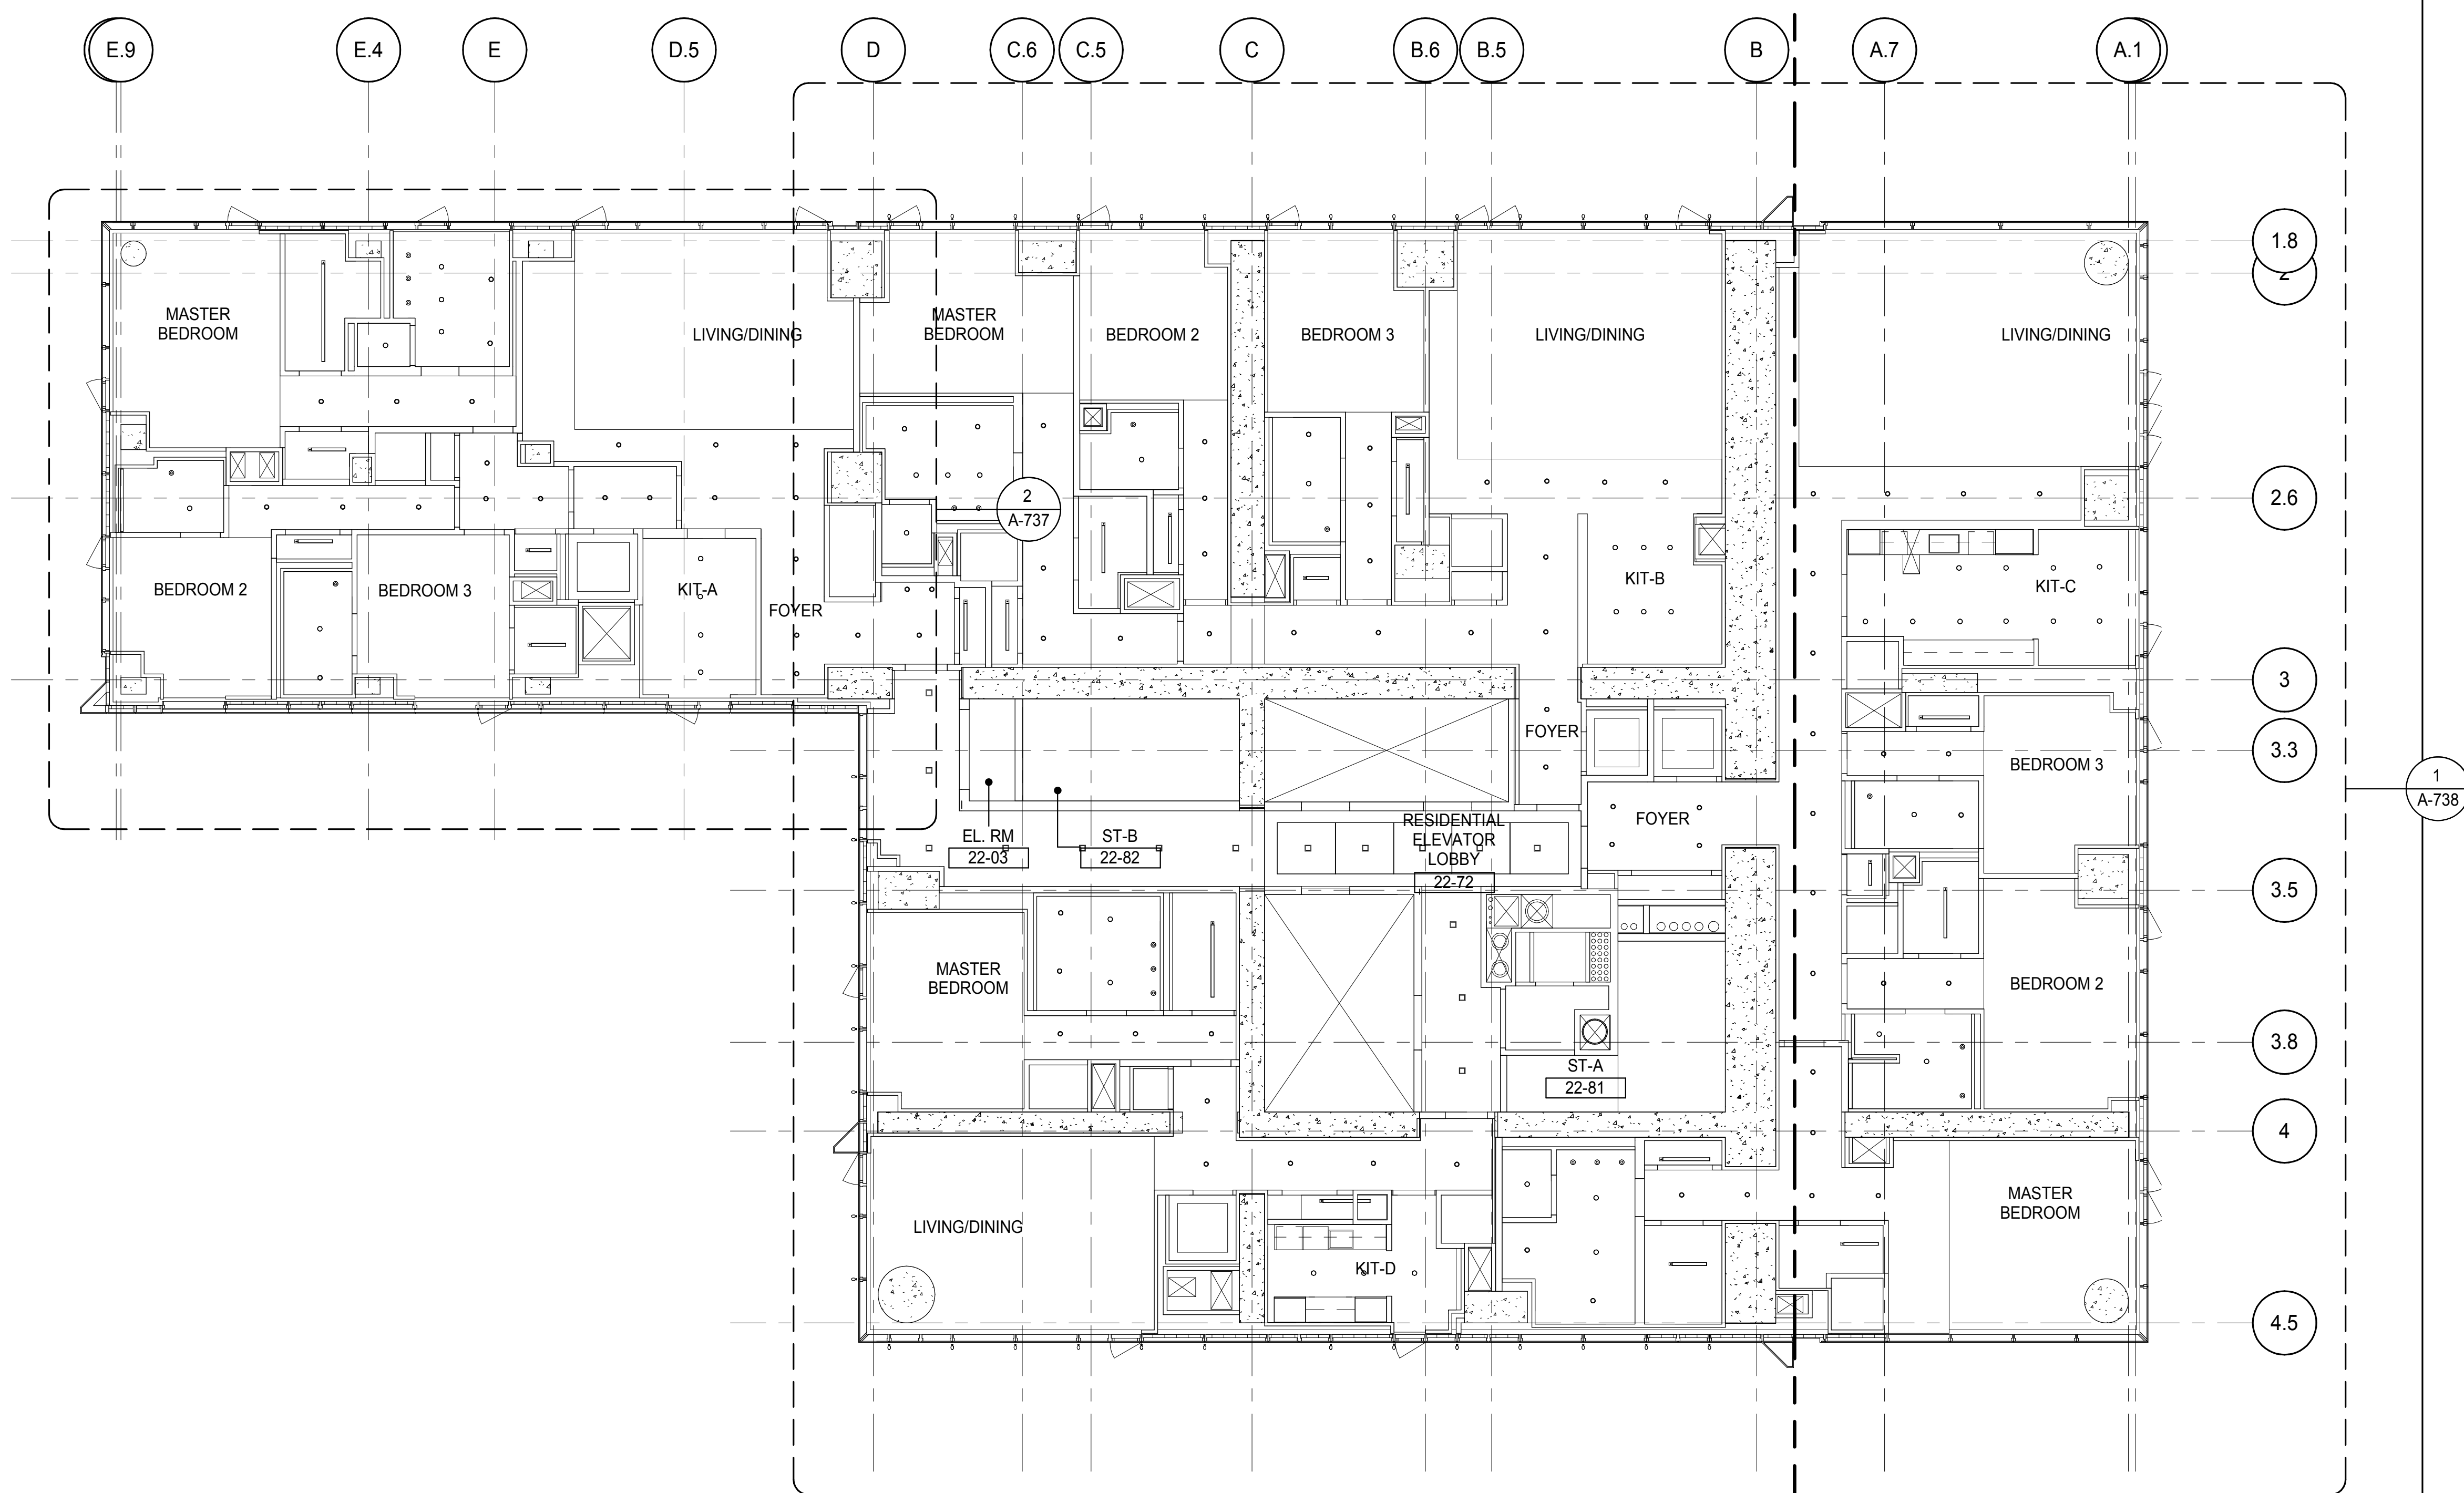 E.9
E.4
E
D.5
D
C.6
C.5
C
B.6
B.5
B
A.7
A.1
1.8
2
MASTER
BEDROOM
LIVING/DINING
MASTER
BEDROOM
BEDROOM 2
BEDROOM 3
LIVING/DINING
LIVING/DINING
2
A-737
2.6
BEDROOM 2
BEDROOM 3
KIT-A
FOYER
KIT-B
KIT-C
3
FOYER
3.3
BEDROOM 3
1
A-738
EL. RM
22-03
ST-B
22-82
RESIDENTIAL
ELEVATOR
LOBBY
22-72
FOYER
3.5
MASTER
BEDROOM
BEDROOM 2
3.8
ST-A
22-81
4
LIVING/DINING
KIT-D
MASTER
BEDROOM
4.5